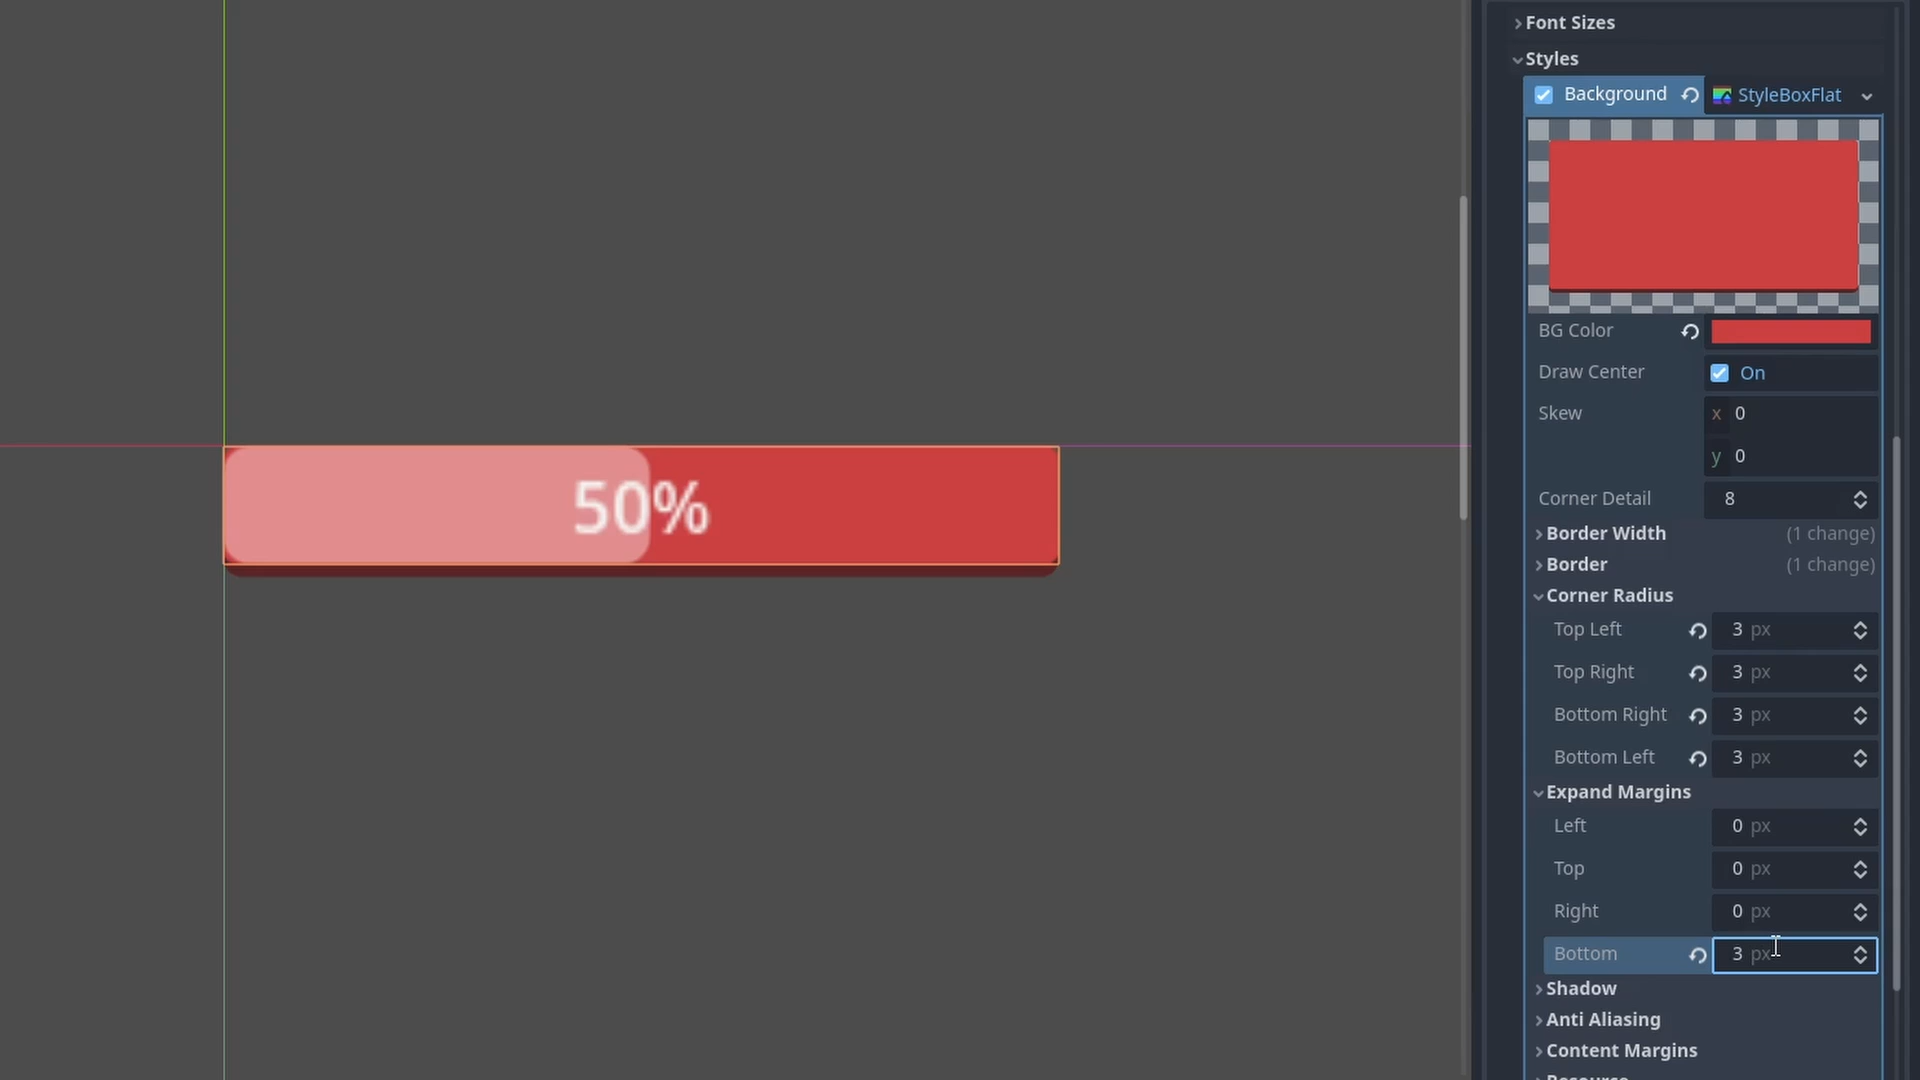 Font Sizes
Styles
Background StyleBoxFlat
BG Color
Draw Center On
Skew x 0
y 0
Corner Detail 8
Border Width (1 change)
Border (1 change)
Corner Radius
Top Left 3 px
Top Right 3 px
Bottom Right 3 px
Bottom Left 3 px
Expand Margins
Left 0 px
Top 0 px
Right 0 px
Bottom 3 px
Shadow
Anti Aliasing
Content Margins
50%